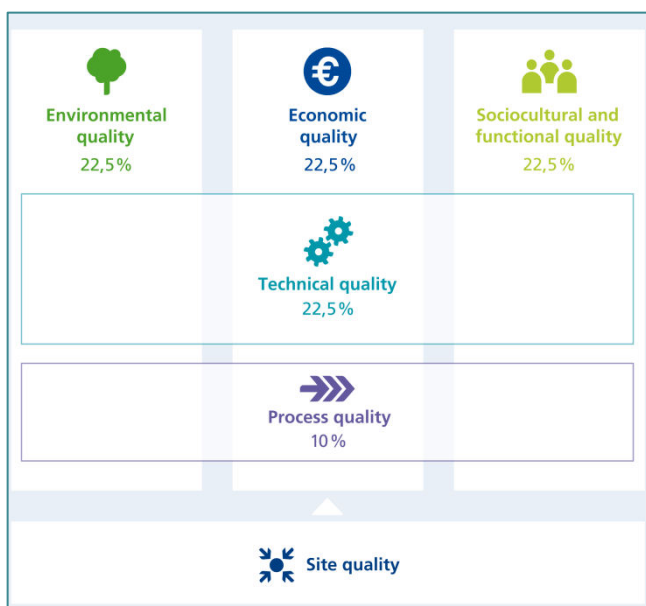 Environmental
quality
22,5%
€
Economic
quality
22,5%
Sociocultural and
functional quality
22,5%
Technical quality
22,5%
Process quality
10%
Site quality